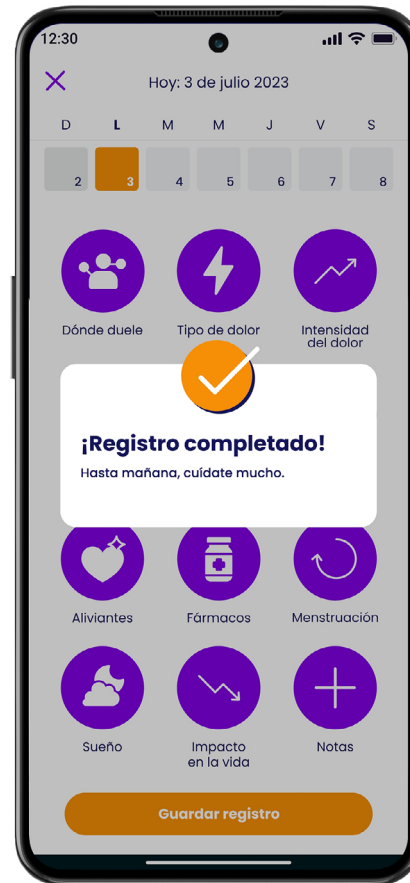 12:30
Hoy: 3 de julio 2023
D L M M J V S
2 3 4 5 6 7 8
Dónde duele Tipo de dolor Intensidad
del dolor
¡Registro completado!
Hasta mañana, cuídate mucho.
Aliviantes Fármacos Menstruación
Sueño Impacto Notas
en la vida
Guardar registro